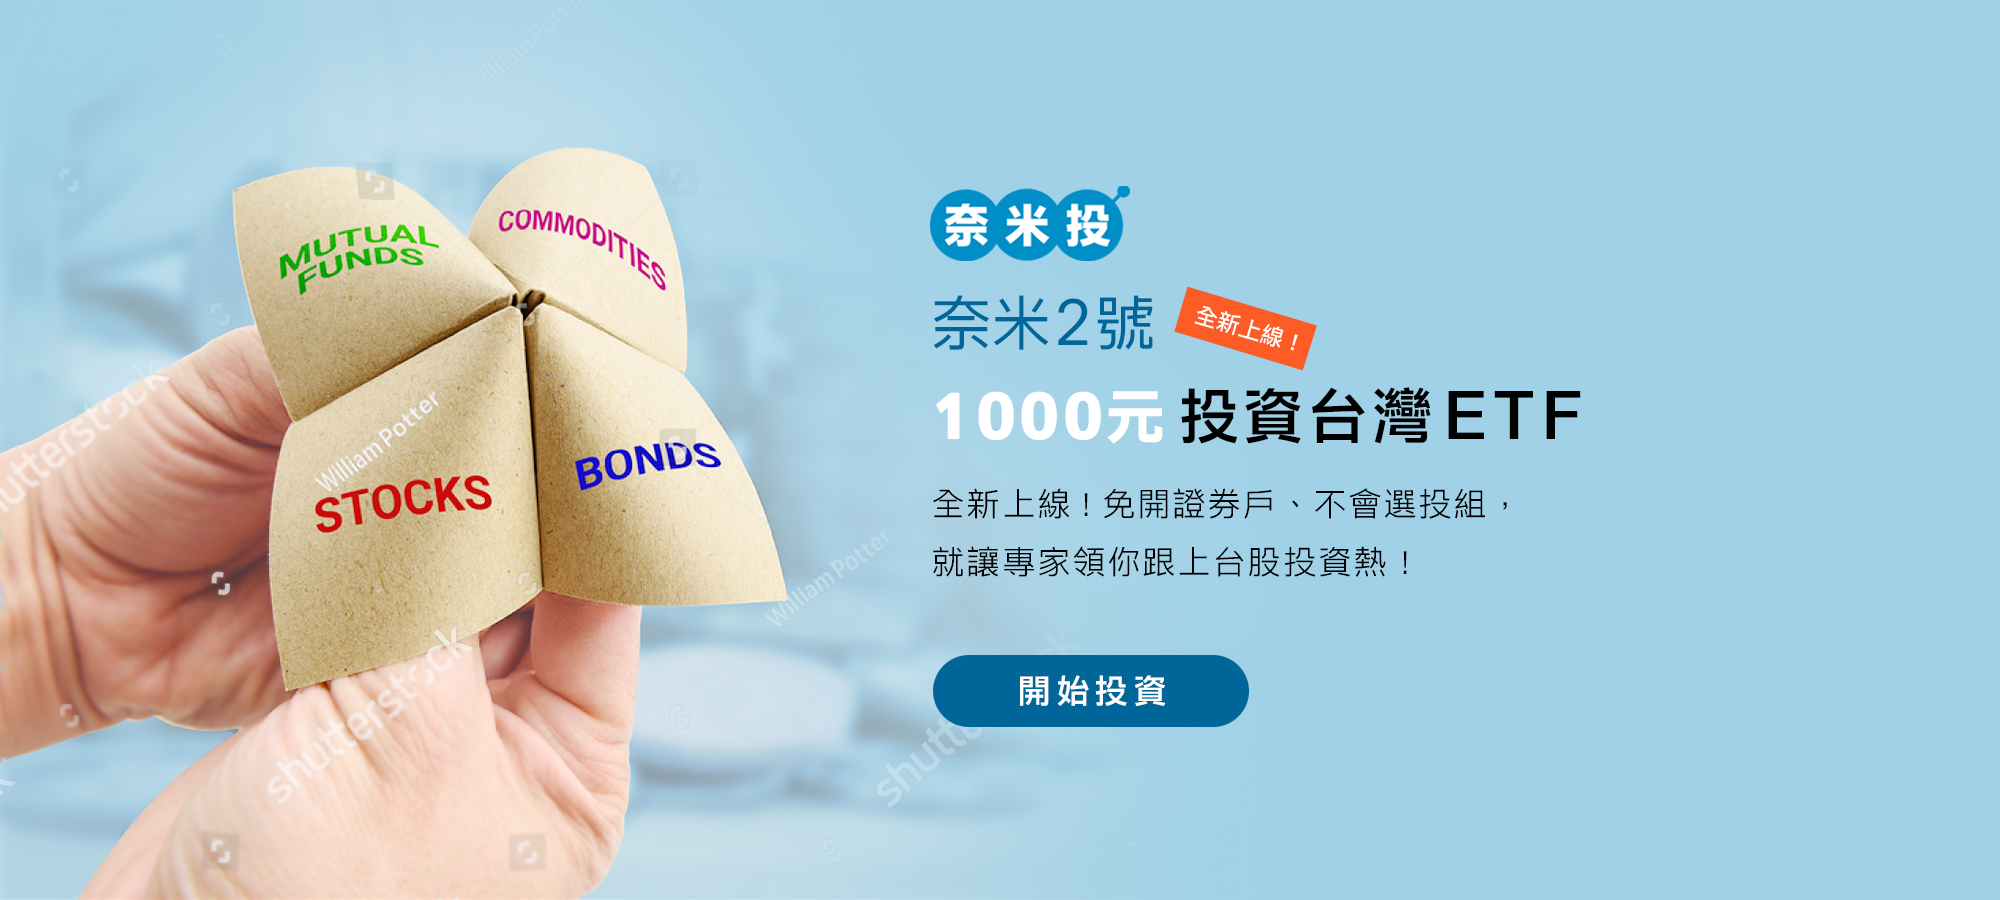 MUTUAL
FUNDS
COMMODITIES
STOCKS
BONDS
奈米投
奈米2號
全新上線！
1000元 投資台灣ETF
全新上線！免開證券戶、不會選投組，
就讓專家領你跟上台股投資熱！
開始投資
shutterstock
William Potter
shutterstock
William Potter
William Potter